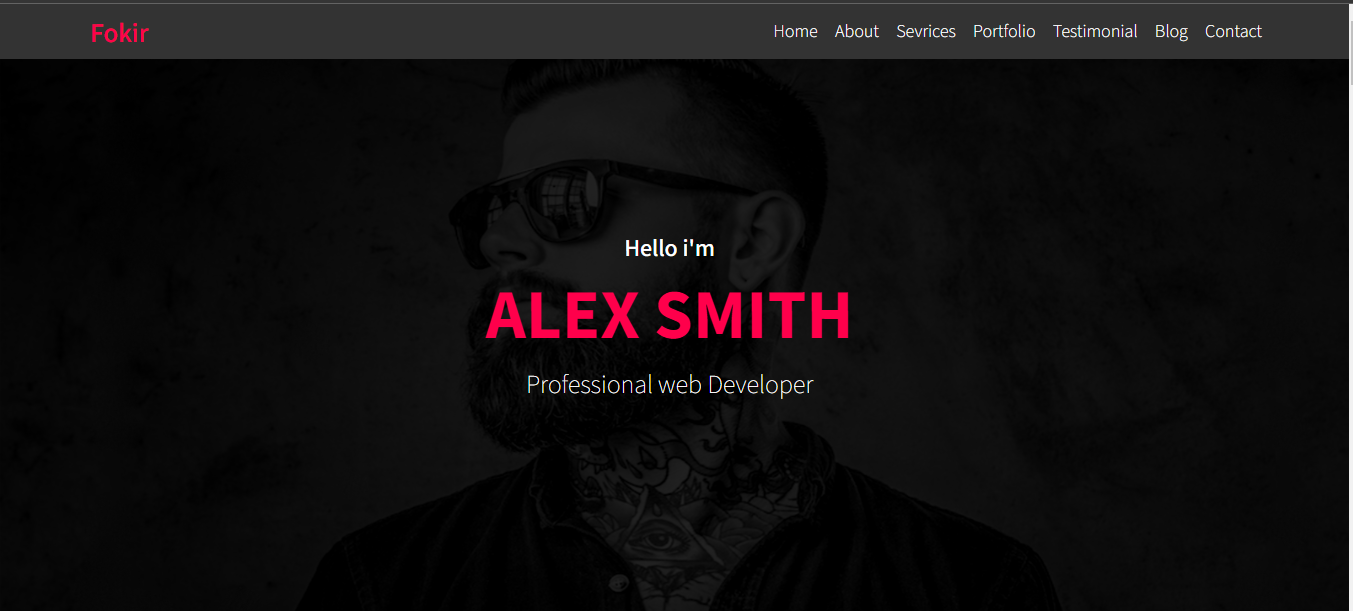 Fokir
Home About Sevrices Portfolio Testimonial Blog Contact
Hello i'm
ALEX SMITH
Professional web Developer